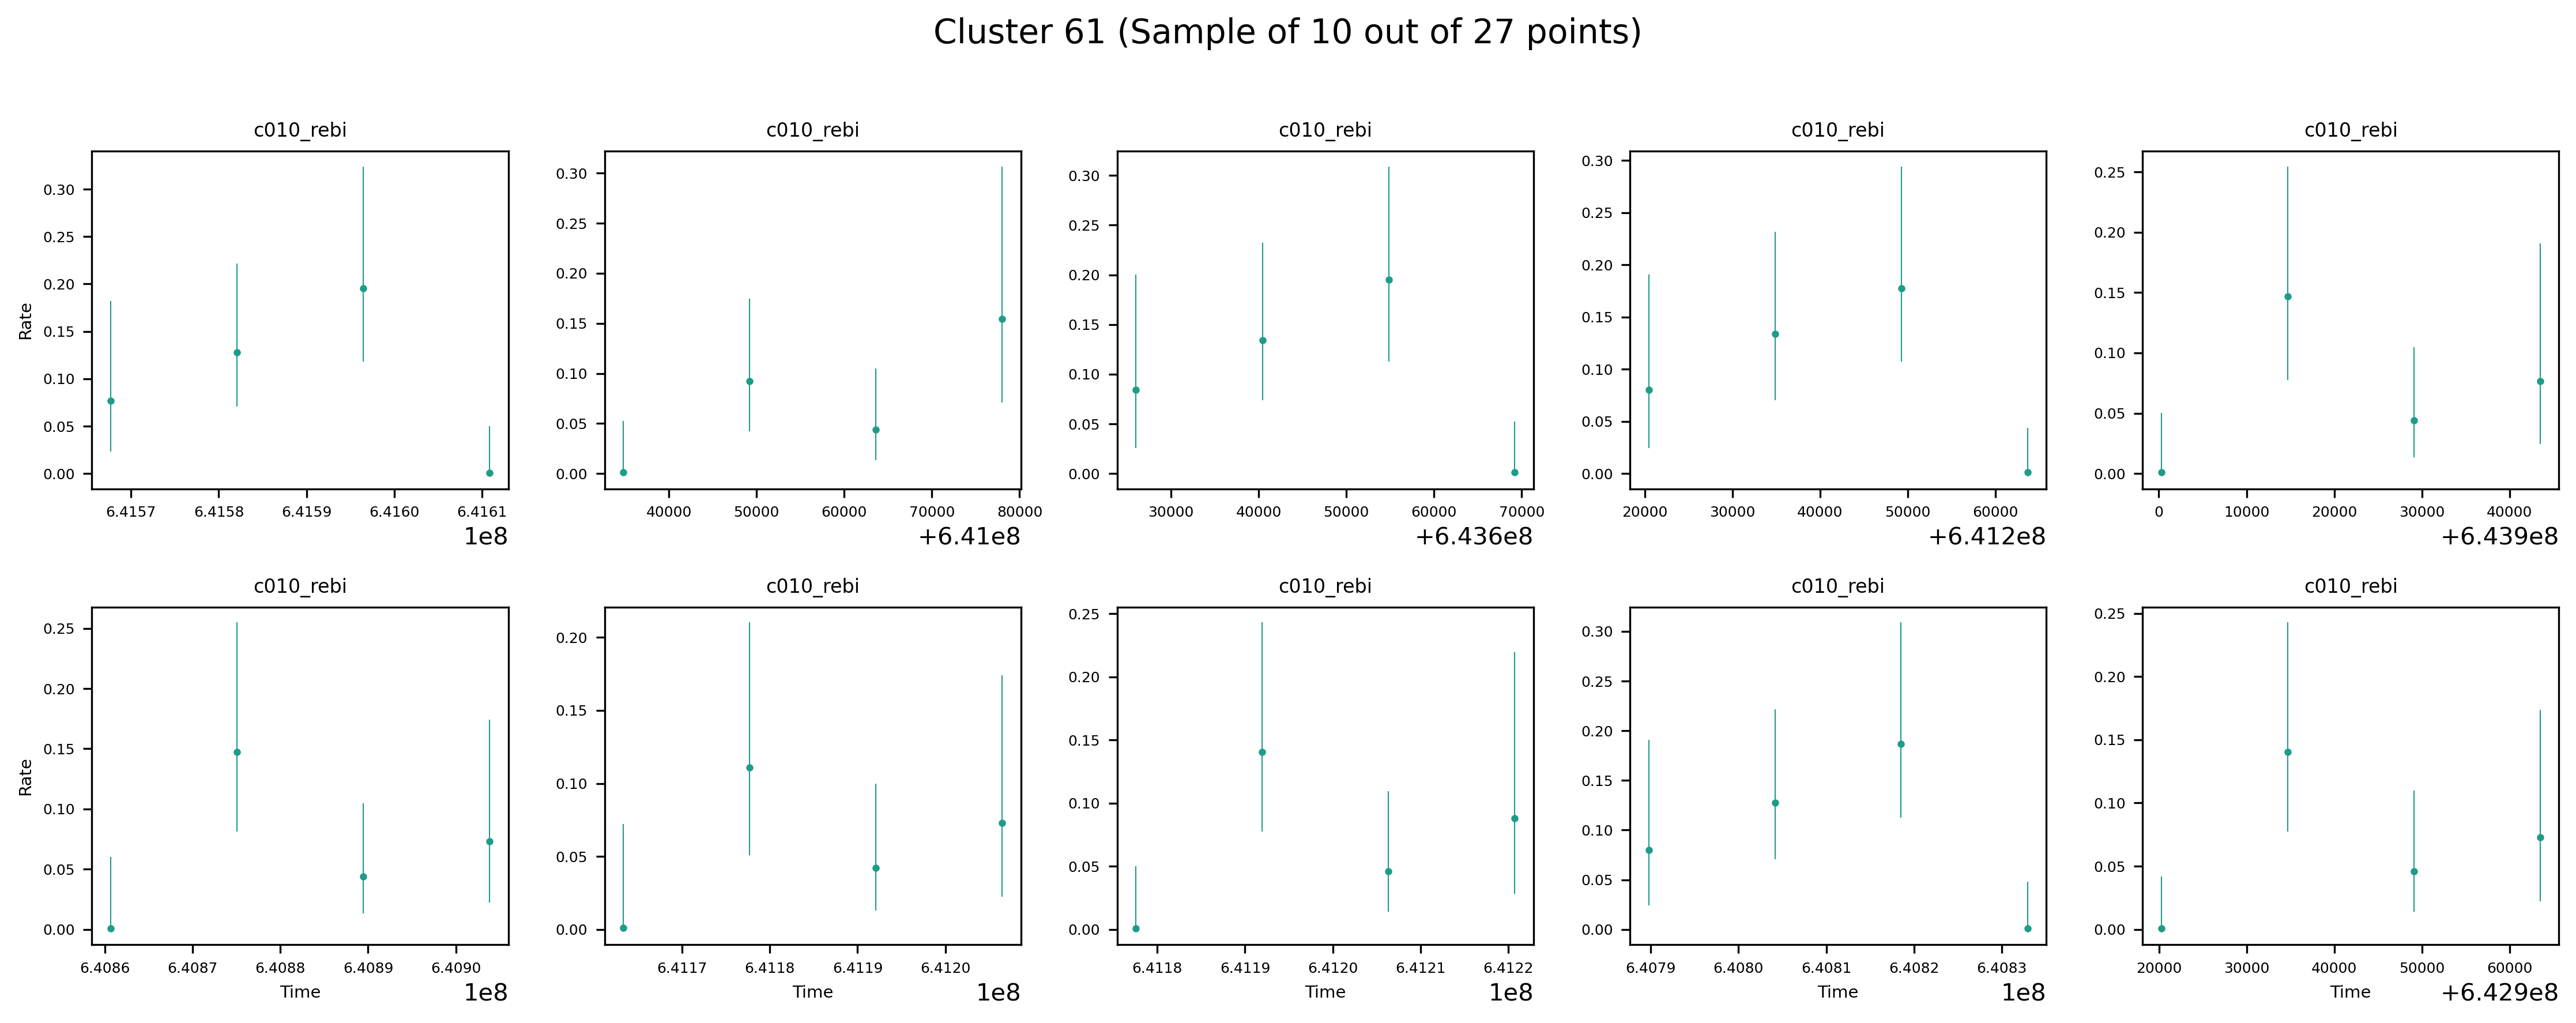 Cluster 61 (Sample of 10 out of 27 points)
c010_rebi c010_rebi c010_rebi c010_rebi c010_rebi
Rate
0.30 0.25 0.20 0.15 0.10 0.05 0.00
6.4157 6.4158 6.4159 6.4160 6.4161
1e8
0.30 0.25 0.20 0.15 0.10 0.05 0.00
40000 50000 60000 70000 80000
+6.41e8
0.30 0.25 0.20 0.15 0.10 0.05 0.00
30000 40000 50000 60000 70000
+6.436e8
0.30 0.25 0.20 0.15 0.10 0.05 0.00
20000 30000 40000 50000 60000
+6.412e8
0.25 0.20 0.15 0.10 0.05 0.00
0 10000 20000 30000 40000
+6.439e8
c010_rebi c010_rebi c010_rebi c010_rebi c010_rebi
Rate
0.25 0.20 0.15 0.10 0.05 0.00
6.4086 6.4087 6.4088 6.4089 6.4090
Time 1e8
0.20 0.15 0.10 0.05 0.00
6.4117 6.4118 6.4119 6.4120
Time 1e8
0.25 0.20 0.15 0.10 0.05 0.00
6.4118 6.4119 6.4120 6.4121 6.4122
Time 1e8
0.30 0.25 0.20 0.15 0.10 0.05 0.00
6.4079 6.4080 6.4081 6.4082 6.4083
Time 1e8
0.25 0.20 0.15 0.10 0.05 0.00
20000 30000 40000 50000 60000
Time +6.429e8